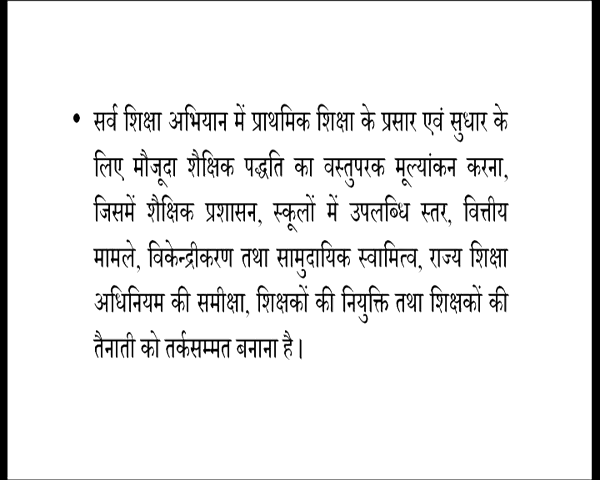 • सर्व शिक्षा अभियान में प्राथमिक शिक्षा के प्रसार एवं सुधार के
लिए मौजूदा शैक्षिक पद्धति का वस्तुपरक मूल्यांकन करना,
जिसमें शैक्षिक प्रशासन, स्कूलों में उपलब्धि स्तर, वित्तीय
मामले, विकेन्द्रीकरण तथा सामुदायिक स्वामित्व, राज्य शिक्षा
अधिनियम की समीक्षा, शिक्षकों की नियुक्ति तथा शिक्षकों की
तैनाती को तर्कसम्मत बनाना है।